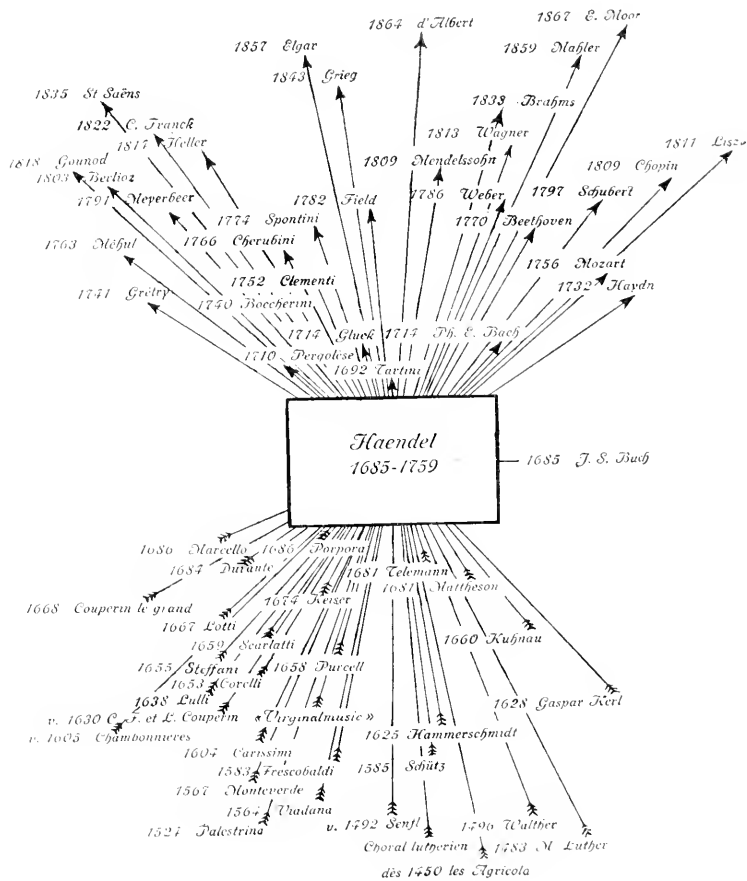 1867 E. Moor
1864 d'Albert
1857 Elgar
1859 Mahler
1843 Grieg
1835 St Saëns
1833 Brahms
1822 C. Franck
1813 Wagner
1817 Heller
1811 Liszt
1818 Gounod
1809 Mendelssohn
1809 Chopin
1803 Berlioz
1791 Meyerbeer
1782 Field
1786 Weber
1797 Schubert
1774 Spontini
1770 Beethoven
1763 Méhul
1766 Cherubini
1756 Mozart
1752 Clementi
1732 Haydn
1741 Grétry
1740 Boccherini
1714 Gluck
1714 Ph. E. Bach
1710 Pergolèse
1692 Tartini
Haendel
1685-1759
1685 J. S. Bach
1686 Marcello
1686 Porpora
1684 Durante
1681 Telemann
1681 Mattheson
1668 Couperin le grand
1674 Keiser
1667 Lotti
1660 Kuhnau
1659 Scarlatti
1655 Steffani
1658 Purcell
1653 Corelli
1638 Lulli
1628 Gaspar Kerl
v. 1630 C. F. et L. Couperin
«Virginalmusic»
v. 1605 Chambonnieres
1625 Hammerschmidt
1604 Carissimi
1583 Frescobaldi
1585 Schütz
1567 Monteverde
1564 Viadana
1524 Palestrina
v. 1492 Senfl
1496 Walther
Choral lutherien
1483 M. Luther
dès 1450 les Agricola